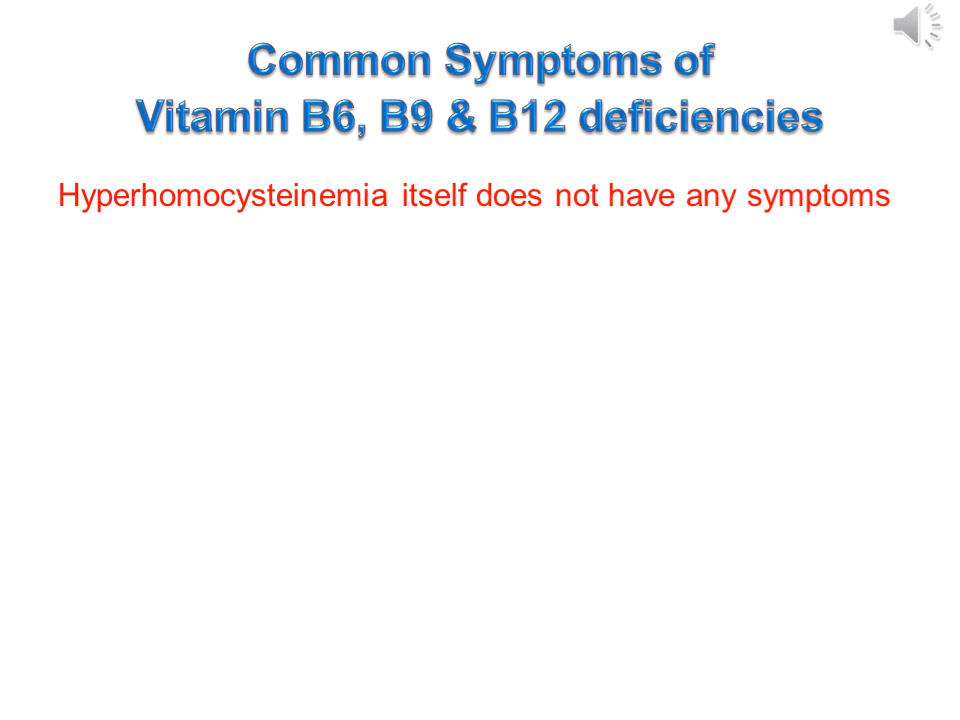 Common Symptoms of
Vitamin B6, B9 & B12 deficiencies
Hyperhomocysteinemia itself does not have any symptoms